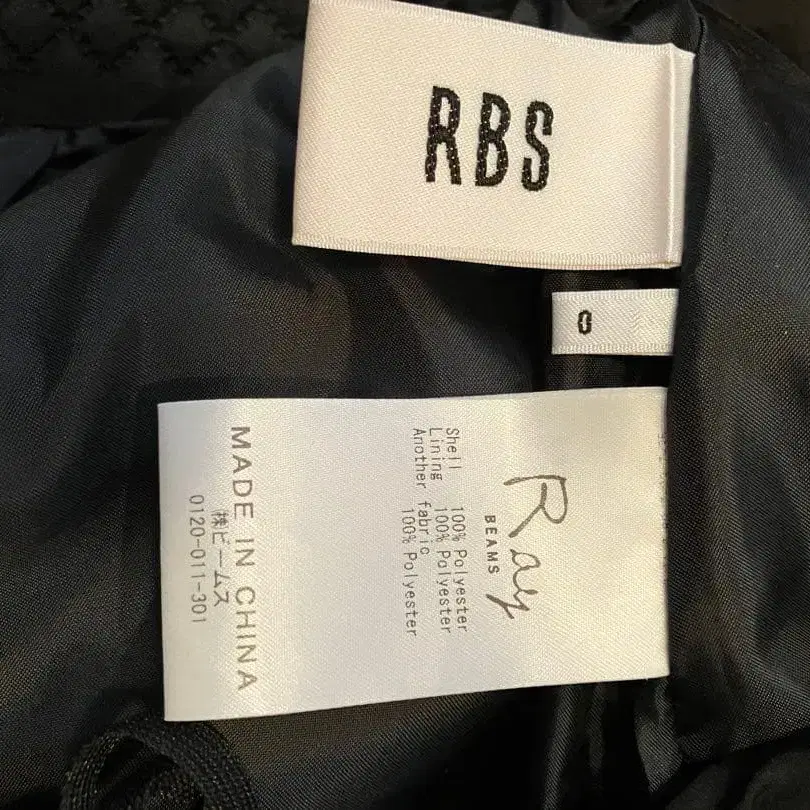 RBS
0
Ray
BEAMS
Shell 100% Polyester
Lining 100% Polyester
Another fabric
100% Polyester
MADE IN CHINA
㈱ビームス
0120-011-301